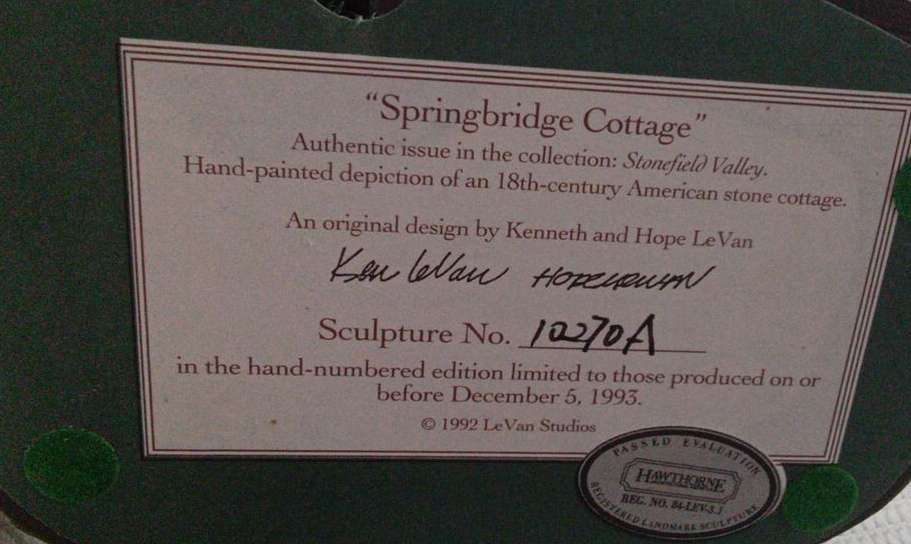 “Springbridge Cottage”
Authentic issue in the collection: Stonefield Valley.
Hand-painted depiction of an 18th-century American stone cottage.
An original design by Kenneth and Hope LeVan
Ken LeVan
Sculpture No. 10270A
in the hand-numbered edition limited to those produced on or
before December 5, 1993.
© 1992 LeVan Studios
PASSED EVALUATION
HAWTHORNE
REG. NO. 84-LEV-3.1
REGISTERED LANDMARK SCULPTURE